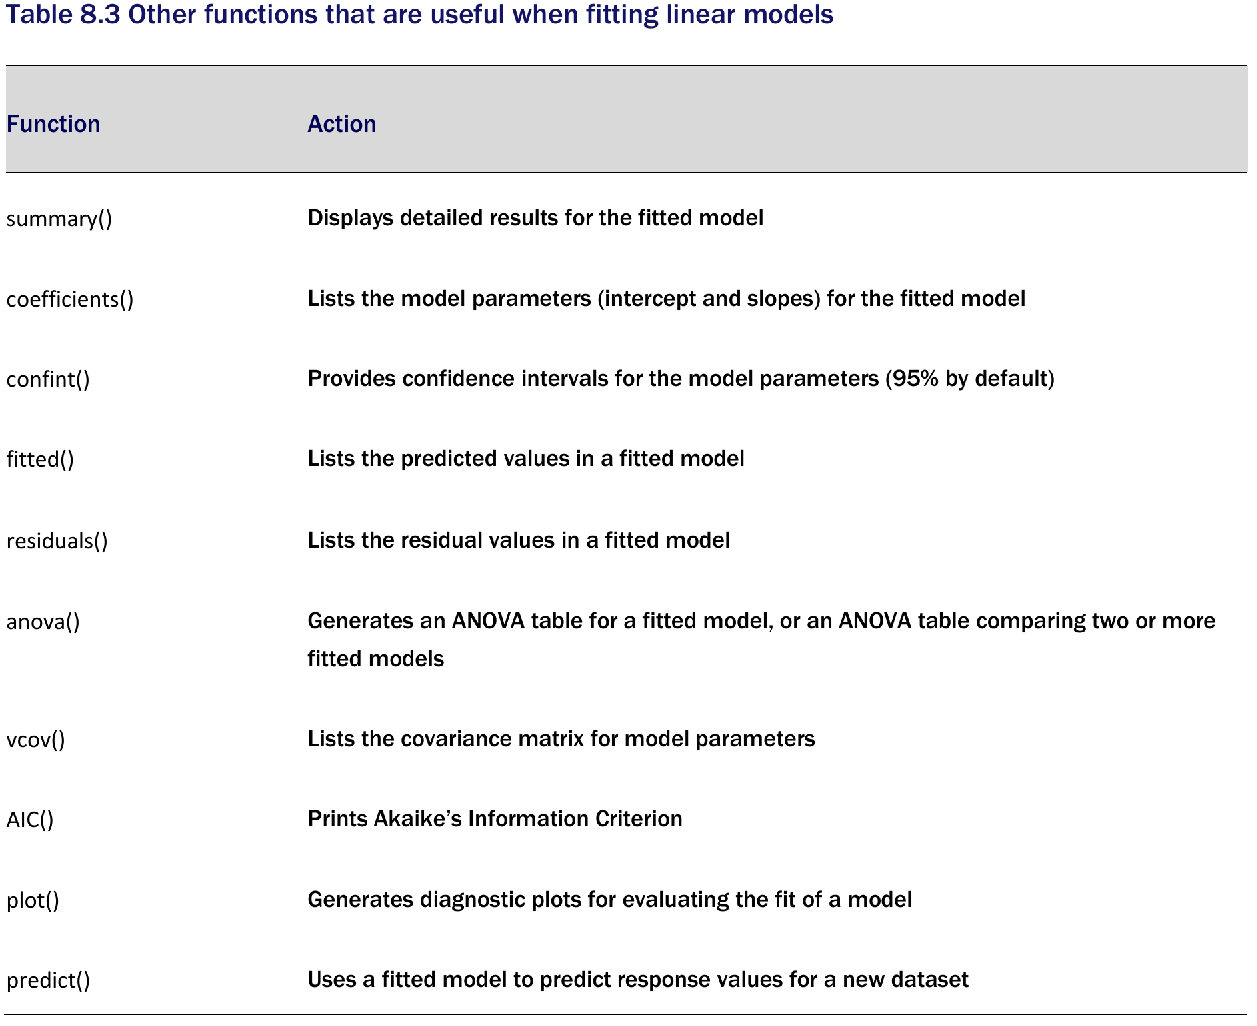 Table 8.3 Other functions that are useful when fitting linear models
Function Action
summary() Displays detailed results for the fitted model
coefficients() Lists the model parameters (intercept and slopes) for the fitted model
confint() Provides confidence intervals for the model parameters (95% by default)
fitted() Lists the predicted values in a fitted model
residuals() Lists the residual values in a fitted model
anova() Generates an ANOVA table for a fitted model, or an ANOVA table comparing two or more
fitted models
vcov() Lists the covariance matrix for model parameters
AIC() Prints Akaike’s Information Criterion
plot() Generates diagnostic plots for evaluating the fit of a model
predict() Uses a fitted model to predict response values for a new dataset